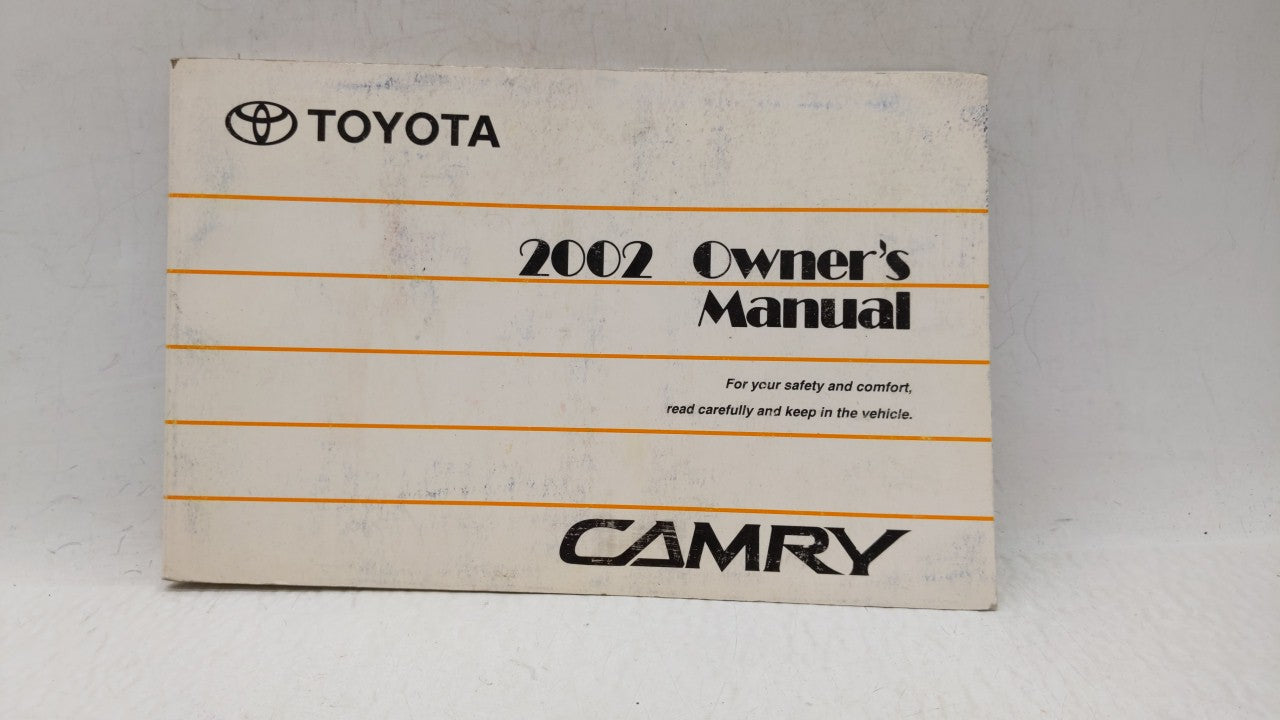 TOYOTA
2002 Owner's
Manual
For your safety and comfort,
read carefully and keep in the vehicle.
CAMRY